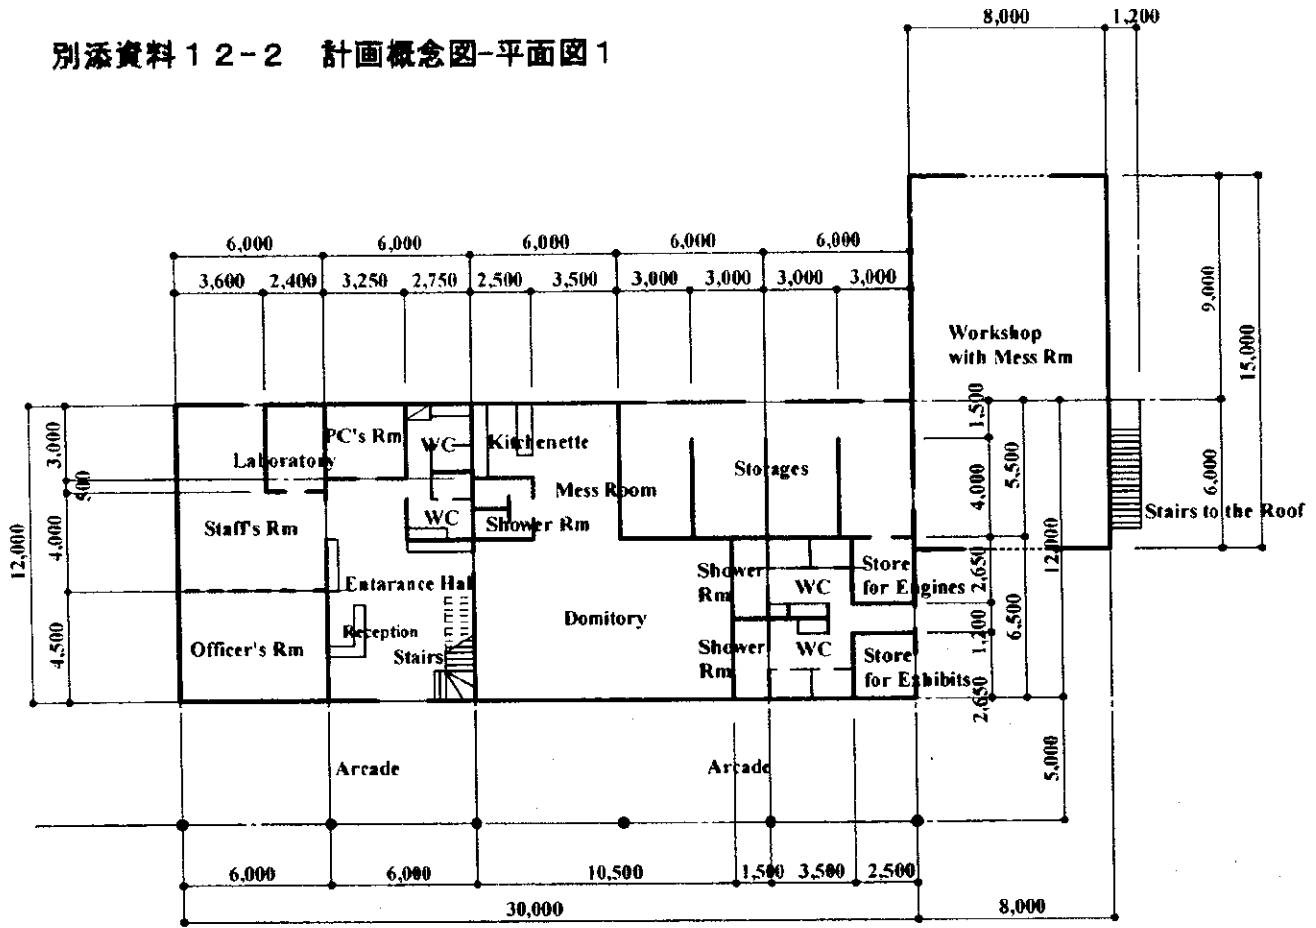 別添資料12-2 計画概念図-平面図1
8,000 1,200
6,000 6,000 6,000 6,000 6,000
3,600 2,400 3,250 2,750 2,500 3,500 3,000 3,000 3,000 3,000
9,000
15,000
6,000
Workshop
with Mess Rm
1,500
5,500
4,000
12,000
2,650
1,200
6,500
2,650
5,000
Stairs to the Roof
12,000
3,000
500
4,000
4,500
PC's Rm
WC
Kitchenette
Laboratory
Storages
Mess Room
WC
Shower Rm
Staff's Rm
Entarance Hal
Shower
Rm
WC
Store
for Engines
Domitory
Reception
Officer's Rm
Stairs
Shower
Rm
WC
Store
for Exhibits
Arcade
Arcade
6,000 6,000 10,500 1,500 3,500 2,500
30,000 8,000